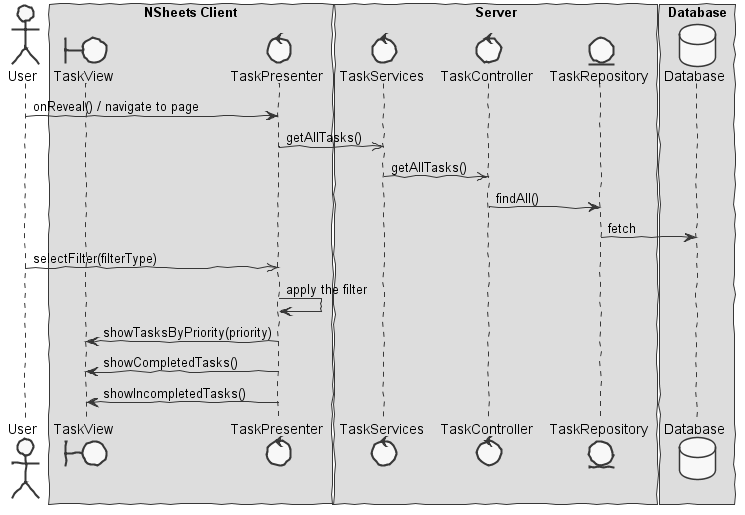 NSheets Client Server Database
User TaskView TaskPresenter TaskServices TaskController TaskRepository Database
onReveal() / navigate to page
getAllTasks()
getAllTasks()
findAll()
fetch
selectFilter(filterType)
apply the filter
showTasksByPriority(priority)
showCompletedTasks()
showIncompletedTasks()
User TaskView TaskPresenter TaskServices TaskController TaskRepository Database